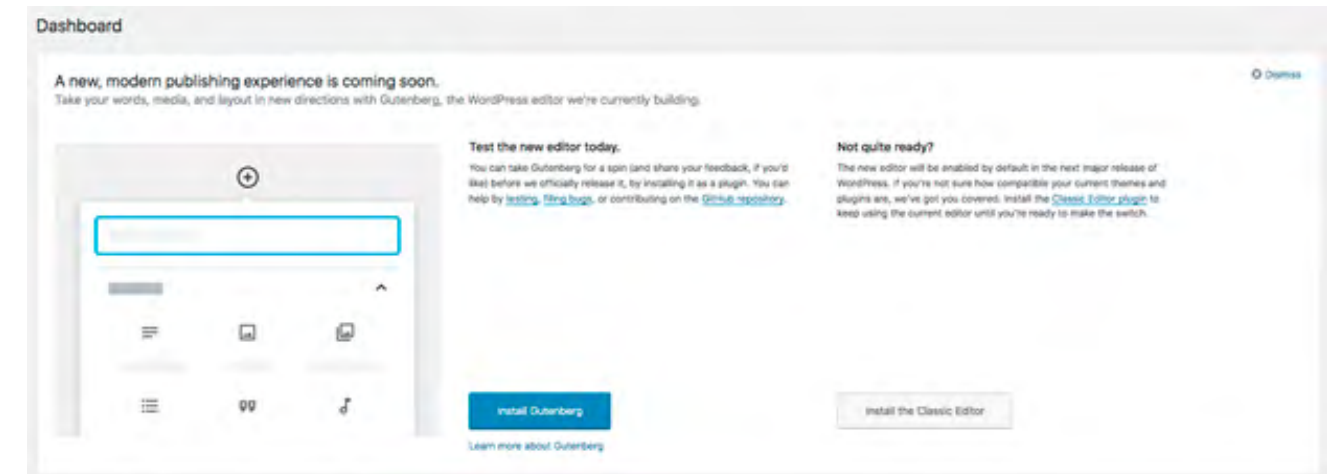 Dashboard
A new, modern publishing experience is coming soon.
Dismiss
Take your words, media, and layout in new directions with Gutenberg, the WordPress editor we're currently building.
Test the new editor today.
You can take Gutenberg for a spin (and share your feedback, if you'd
like) before we officially release it, by installing it as a plugin. You can
help by testing, filing bugs, or contributing on the GitHub repository.
Install Gutenberg
Learn more about Gutenberg
Not quite ready?
The new editor will be enabled by default in the next major release of
WordPress. If you're not sure how compatible your current themes and
plugins are, we've got you covered. Install the Classic Editor plugin to
keep using the current editor until you're ready to make the switch.
Install the Classic Editor